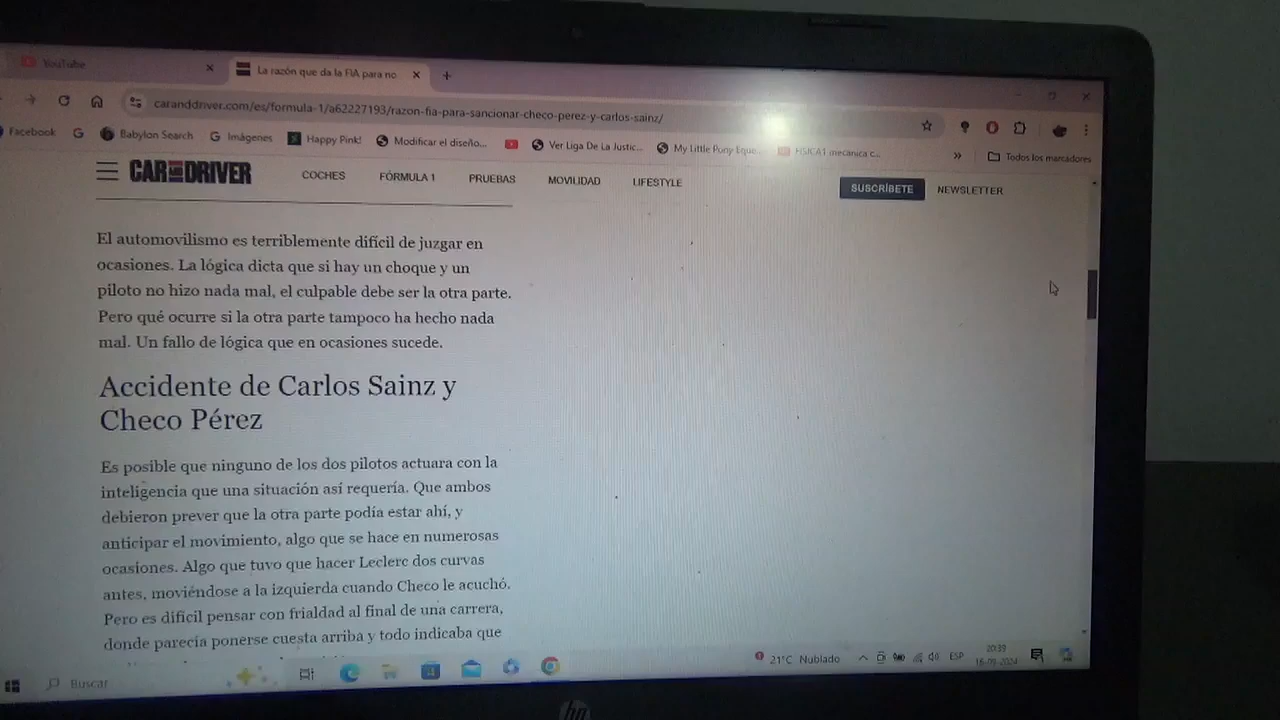 YouTube
La razón que da la FIA para no
caranddriver.com/es/formula-1/a62227193/razon-fia-para-sancionar-checo-perez-y-carlos-sainz/
Facebook
Babylon Search
Imágenes
Happy Pink!
Modificar el diseño...
Ver Liga De La Justic...
My Little Pony Eque...
FISICA1 mecanica c...
Todos los marcadores
CAR AND DRIVER
COCHES
FÓRMULA 1
PRUEBAS
MOVILIDAD
LIFESTYLE
SUSCRÍBETE
NEWSLETTER
El automovilismo es terriblemente difícil de juzgar en
ocasiones. La lógica dicta que si hay un choque y un
piloto no hizo nada mal, el culpable debe ser la otra parte.
Pero qué ocurre si la otra parte tampoco ha hecho nada
mal. Un fallo de lógica que en ocasiones sucede.
Accidente de Carlos Sainz y
Checo Pérez
Es posible que ninguno de los dos pilotos actuara con la
inteligencia que una situación así requería. Que ambos
debieron prever que la otra parte podía estar ahí, y
anticipar el movimiento, algo que se hace en numerosas
ocasiones. Algo que tuvo que hacer Leclerc dos curvas
antes, moviéndose a la izquierda cuando Checo le acuchó.
Pero es difícil pensar con frialdad al final de una carrera,
donde parecía ponerse cuesta arriba y todo indicaba que
Buscar
21°C Nublado
ESP
20:39
16-09-2024
hp